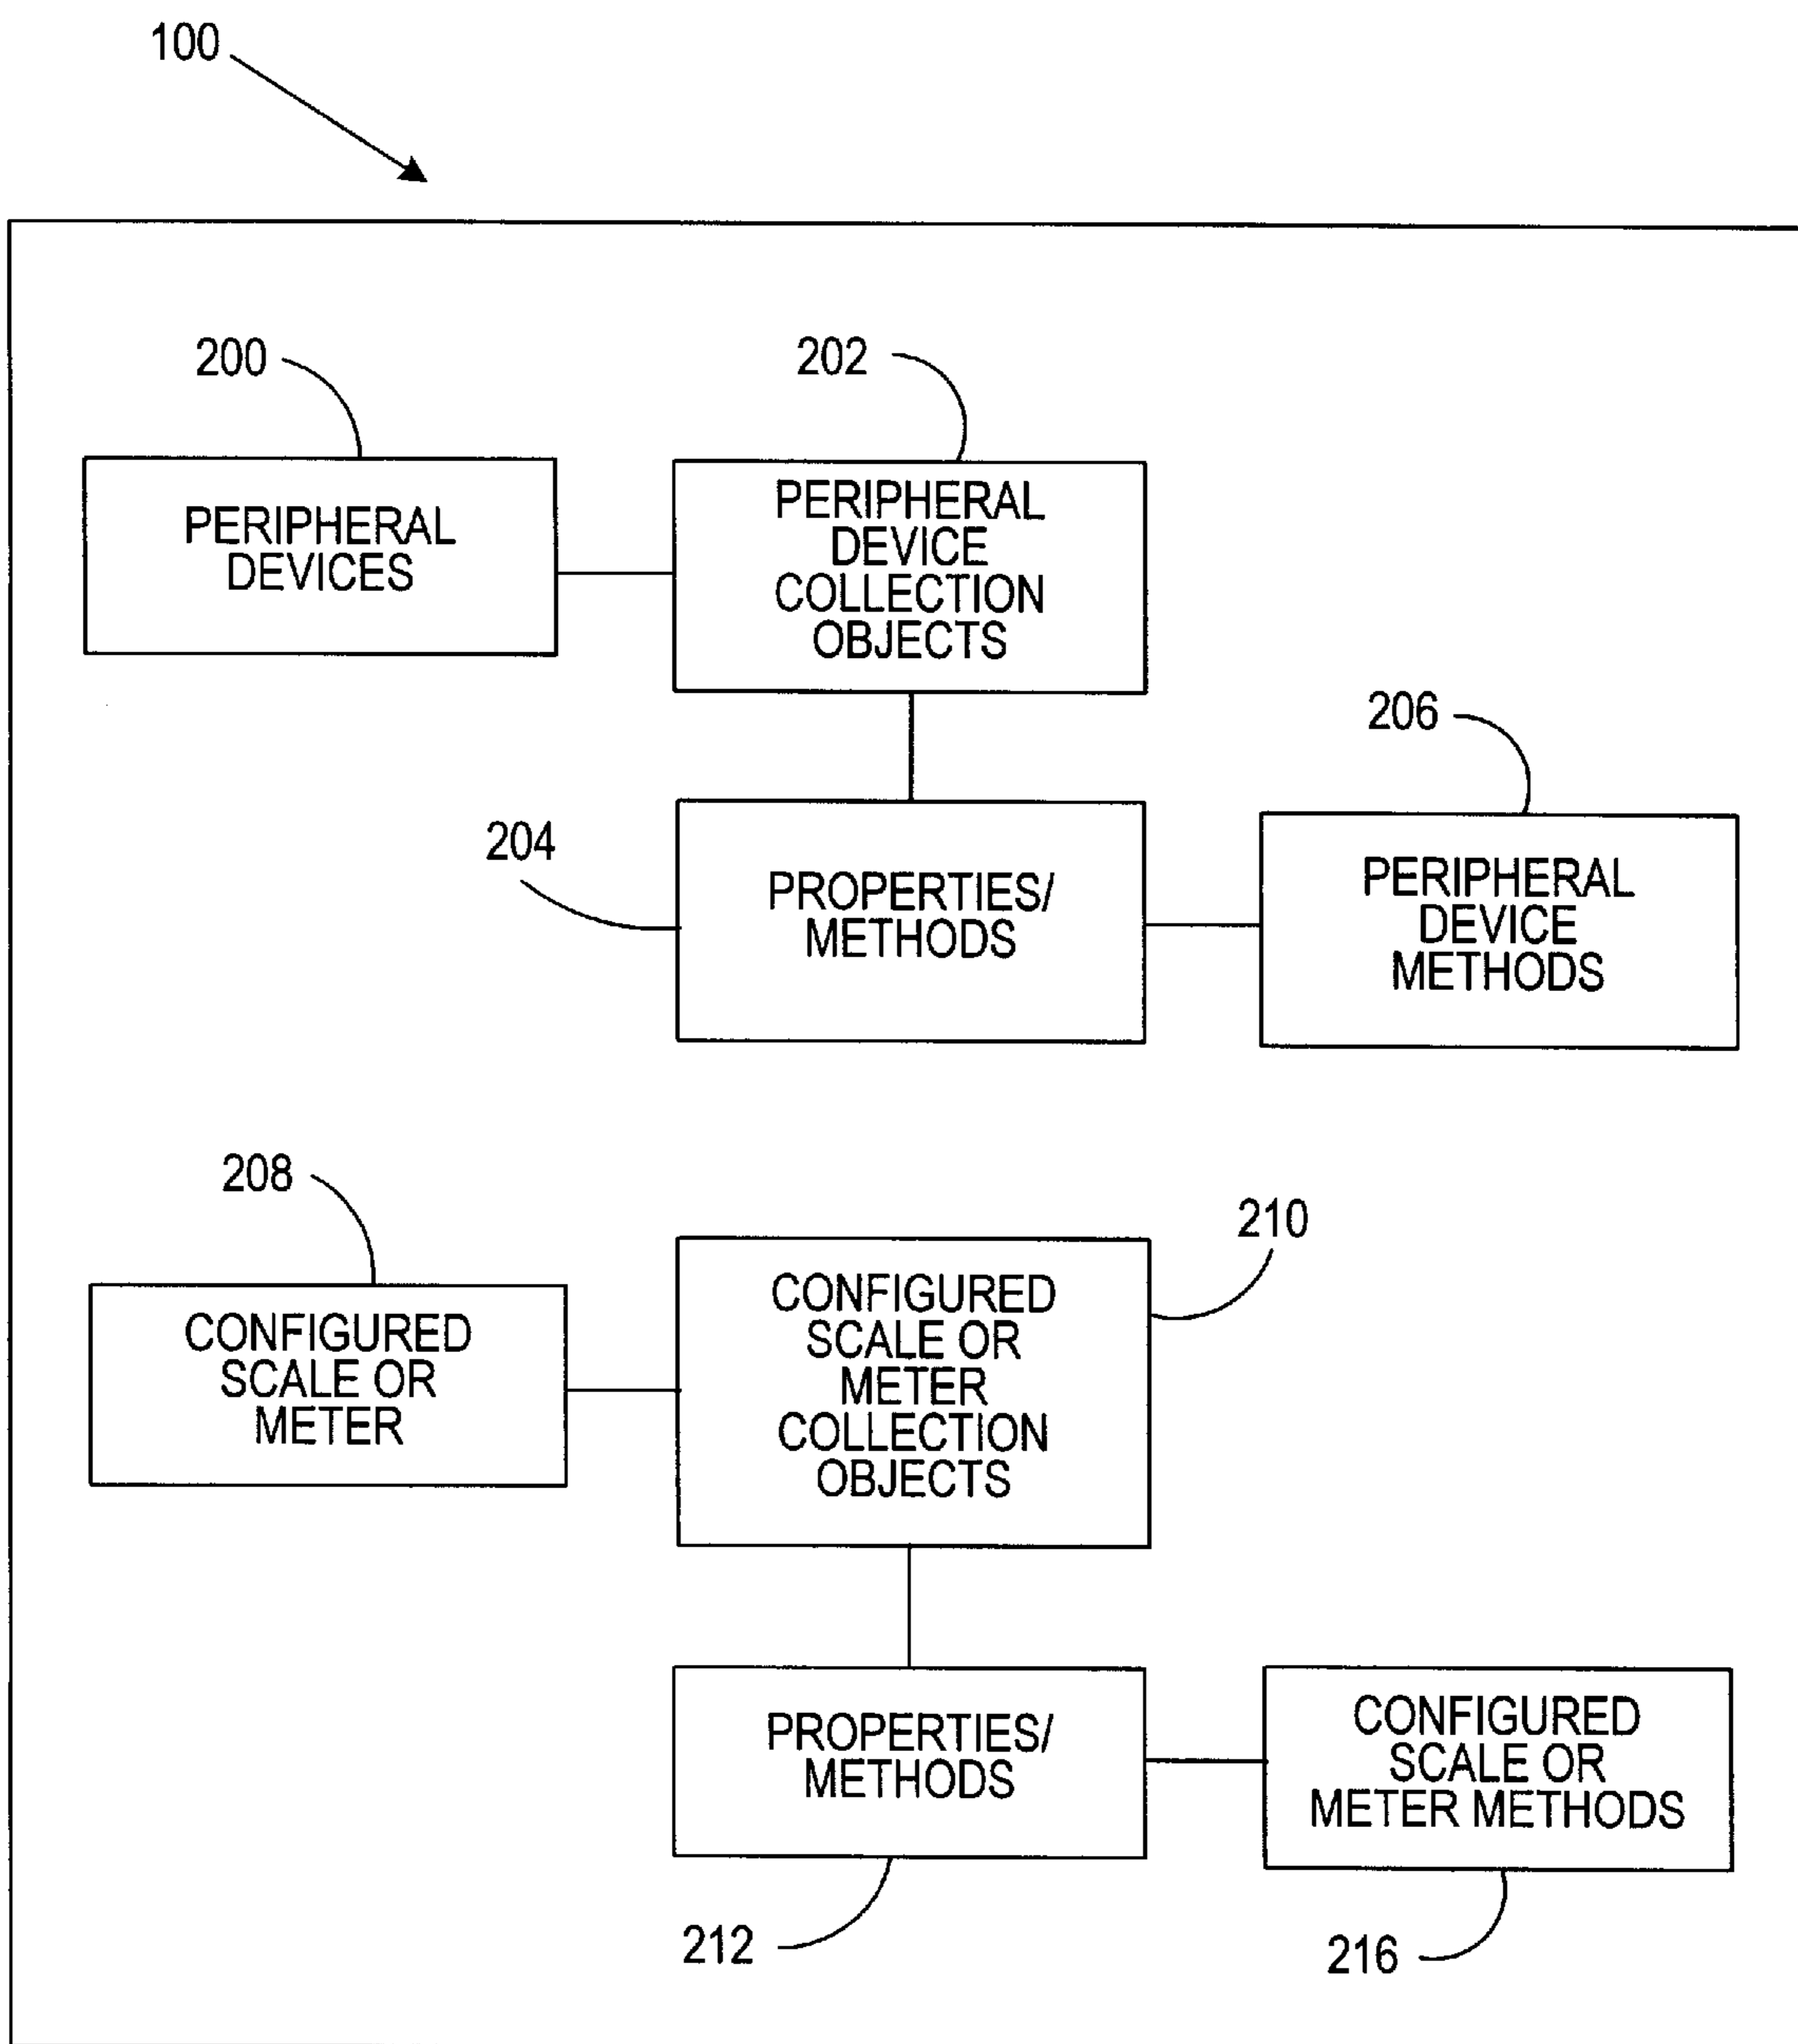 100
200
202
PERIPHERAL
DEVICES
PERIPHERAL
DEVICE
COLLECTION
OBJECTS
206
204
PROPERTIES/
METHODS
PERIPHERAL
DEVICE
METHODS
208
210
CONFIGURED
SCALE OR
METER
CONFIGURED
SCALE OR
METER
COLLECTION
OBJECTS
PROPERTIES/
METHODS
CONFIGURED
SCALE OR
METER METHODS
212
216